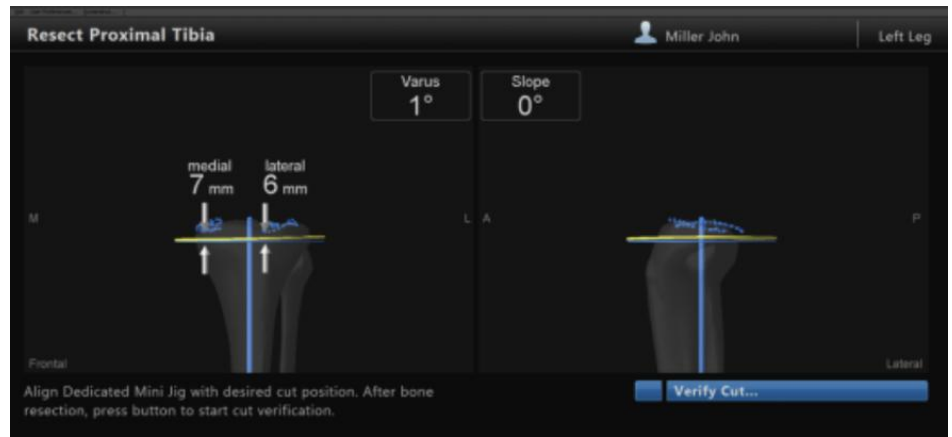 Resect Proximal Tibia
Miller John
Left Leg
Varus
1°
Slope
0°
medial
7 mm
lateral
6 mm
M
L
A
P
Frontal
Lateral
Align Dedicated Mini Jig with desired cut position. After bone
resection, press button to start cut verification.
Verify Cut...